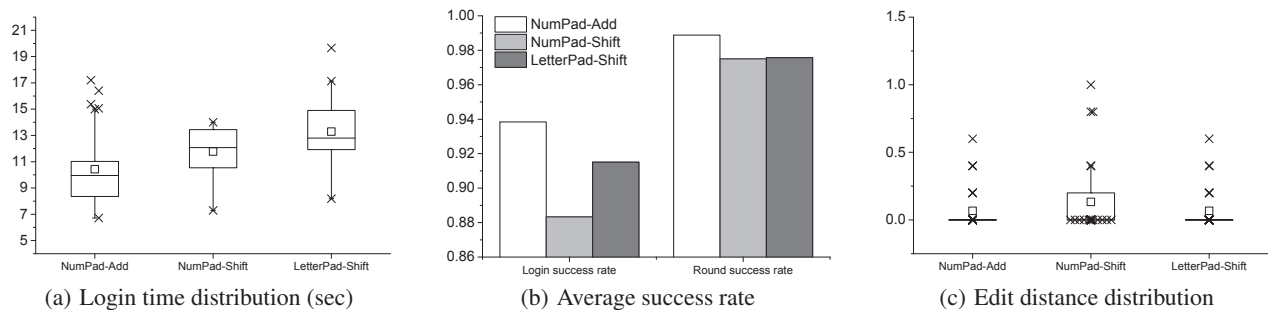 21
19
17
15
13
11
9
7
5
NumPad-Add NumPad-Shift LetterPad-Shift
(a) Login time distribution (sec)
1.00
0.98
0.96
0.94
0.92
0.90
0.88
0.86
NumPad-Add
NumPad-Shift
LetterPad-Shift
Login success rate Round success rate
(b) Average success rate
1.5
1.0
0.5
0.0
NumPad-Add NumPad-Shift LetterPad-Shift
(c) Edit distance distribution